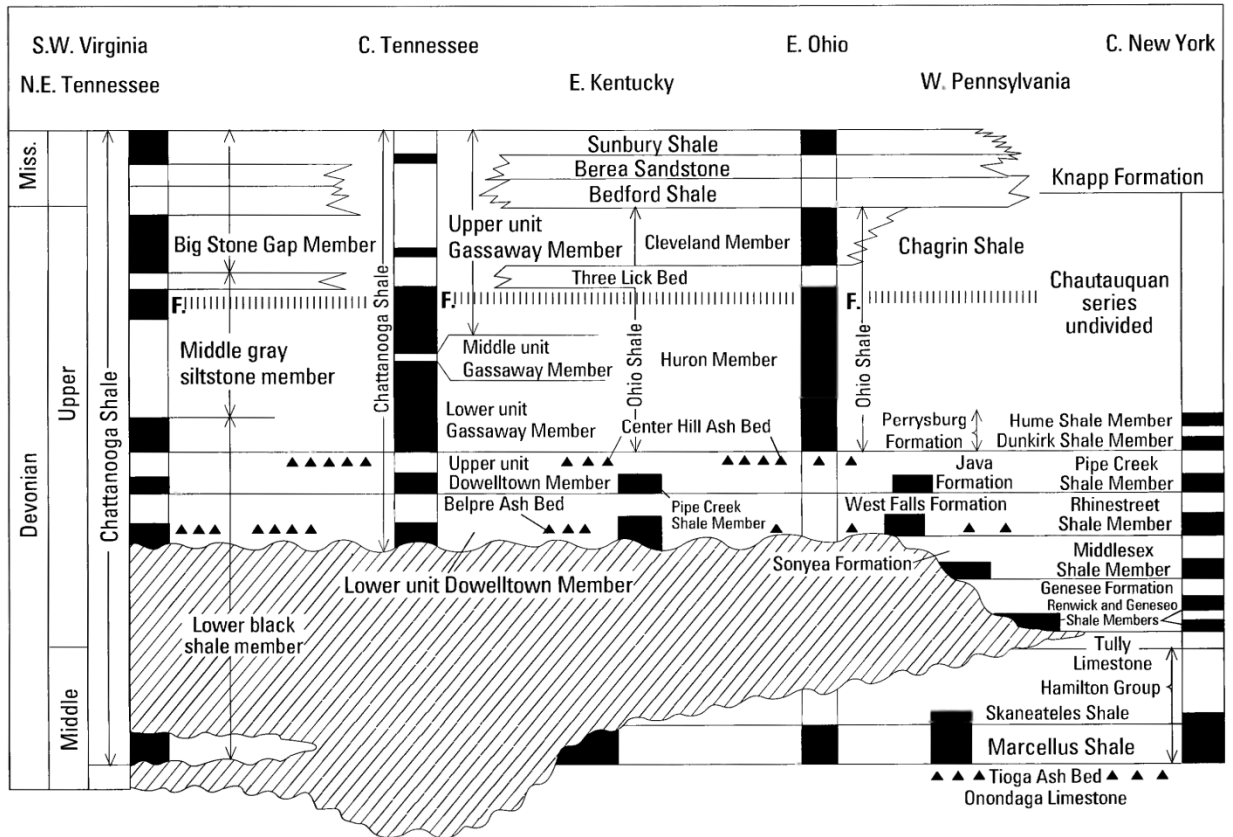 S.W. Virginia
C. Tennessee
E. Ohio
C. New York
N.E. Tennessee
E. Kentucky
W. Pennsylvania
Miss.
Devonian
Upper
Middle
Chattanooga Shale
Sunbury Shale
Berea Sandstone
Bedford Shale
Knapp Formation
Big Stone Gap Member
Upper unit
Gassaway Member
Cleveland Member
Chagrin Shale
Three Lick Bed
F.
F.
F.
Chautauquan
series
undivided
Chattanooga Shale
Ohio Shale
Ohio Shale
Middle gray
siltstone member
Middle unit
Gassaway Member
Huron Member
Lower unit
Gassaway Member
Center Hill Ash Bed
Perrysburg
Formation
Hume Shale Member
Dunkirk Shale Member
Upper unit
Dowelltown Member
Java
Formation
Pipe Creek
Shale Member
Belpre Ash Bed
Pipe Creek
Shale Member
West Falls Formation
Rhinestreet
Shale Member
Lower unit Dowelltown Member
Sonyea Formation
Middlesex
Shale Member
Genesee Formation
Renwick and Geneseo
Shale Members
Lower black
shale member
Tully
Limestone
Hamilton Group
Skaneateles Shale
Marcellus Shale
Tioga Ash Bed
Onondaga Limestone